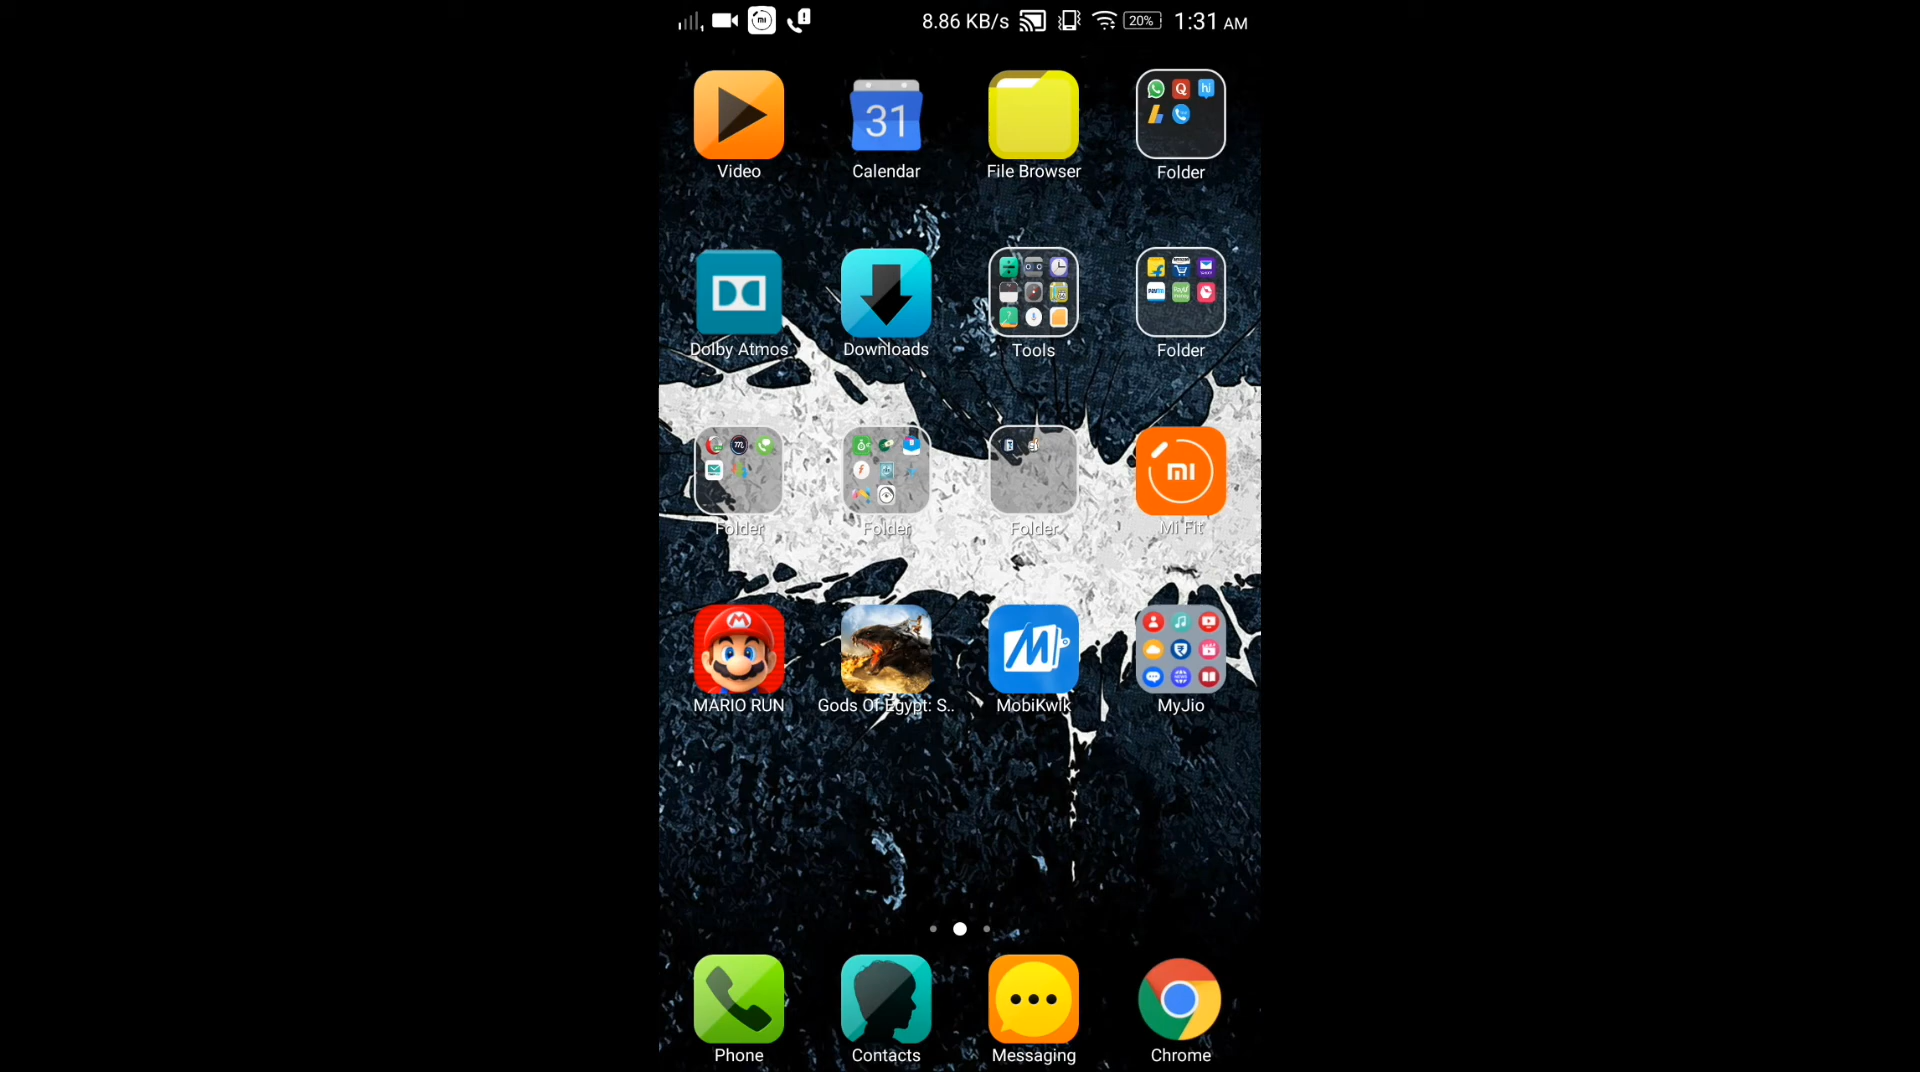 8.86 KB/s 20% 1:31 AM
31
Video Calendar File Browser Folder
Dolby Atmos Downloads Tools Folder
mi
Folder Folder Folder Mi Fit
M
MARIO RUN Gods Of Egypt: S.. MobiKwik MyJio
Phone Contacts Messaging Chrome